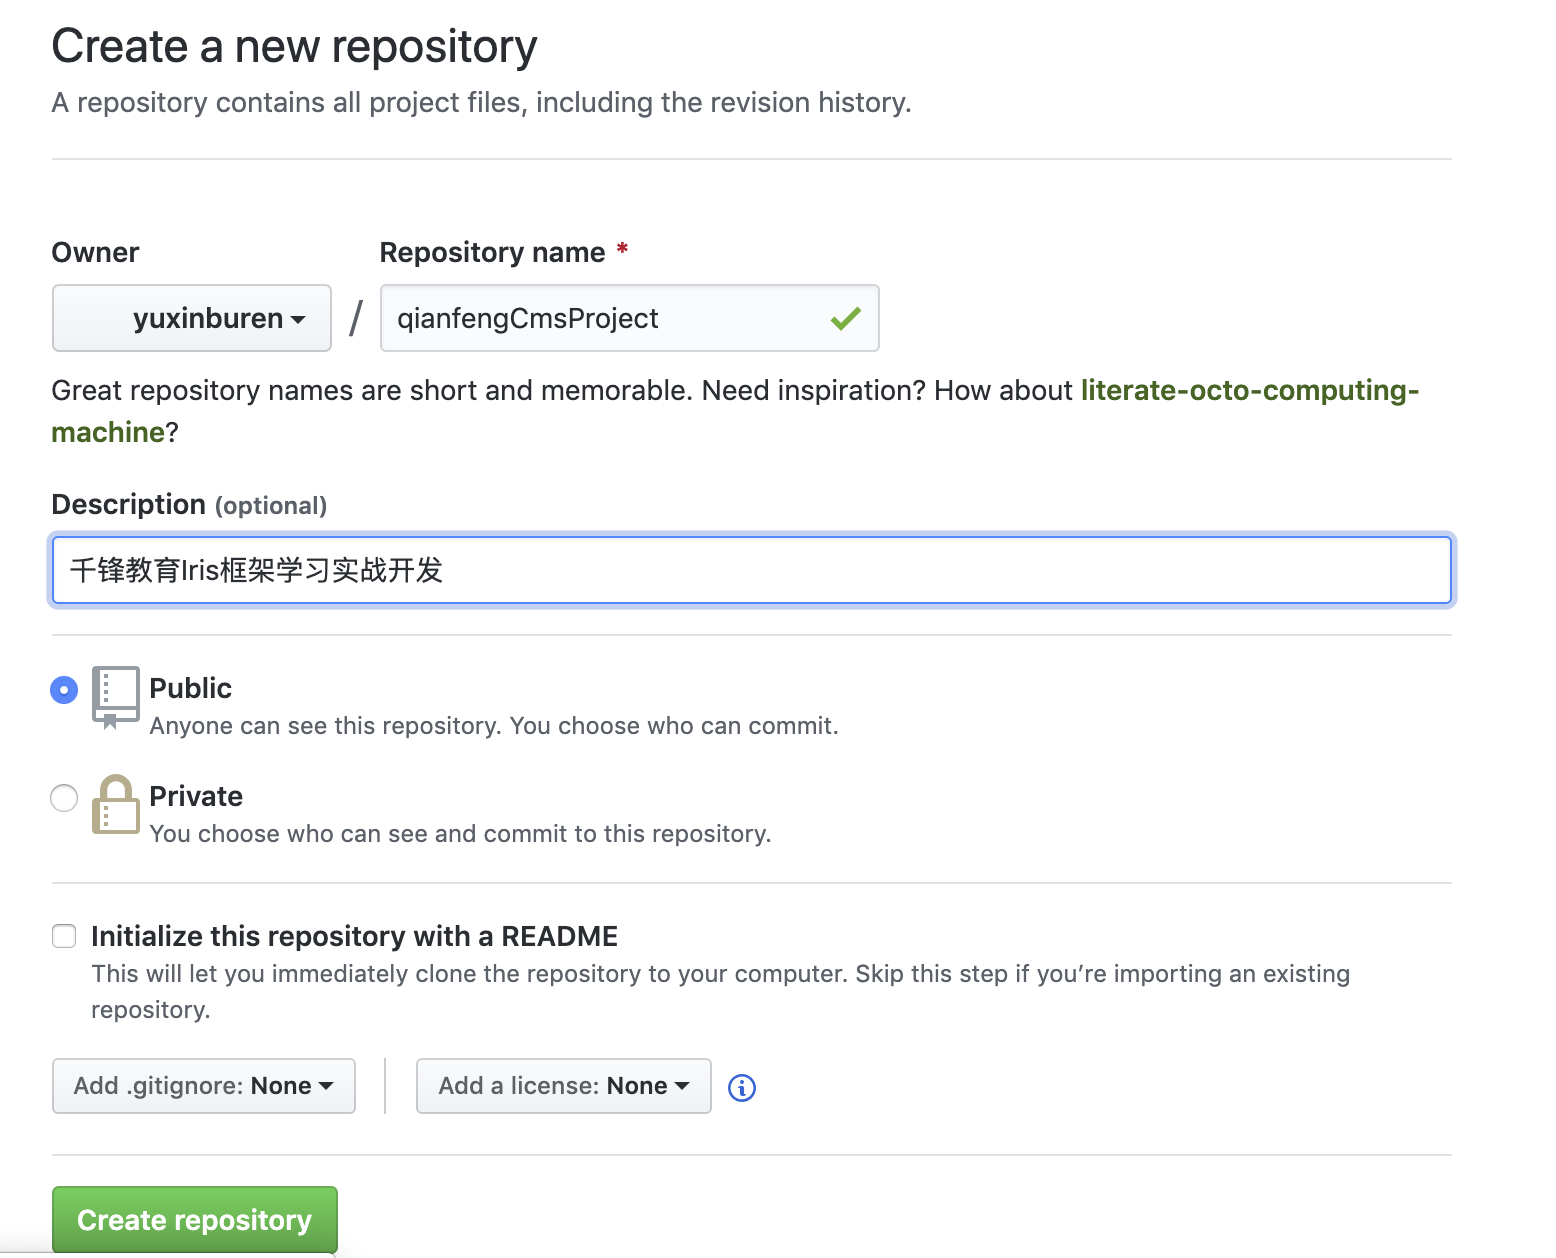 Create a new repository
A repository contains all project files, including the revision history.
Owner
Repository name *
yuxinburen
/
qianfengCmsProject
Great repository names are short and memorable. Need inspiration? How about literate-octo-computing-
machine?
Description (optional)
千锋教育Iris框架学习实战开发
Public
Anyone can see this repository. You choose who can commit.
Private
You choose who can see and commit to this repository.
Initialize this repository with a README
This will let you immediately clone the repository to your computer. Skip this step if you’re importing an existing
repository.
Add .gitignore: None
Add a license: None
Create repository